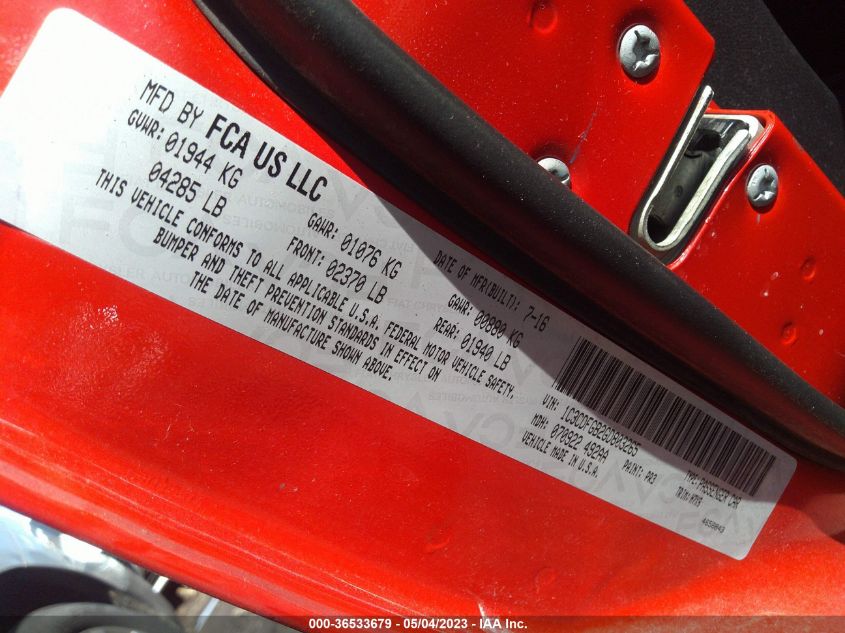 MFD BY FCA US LLC
DATE OF MFR(BUILT): 7-16
GVWR: 01944 KG
04285 LB
GAWR: 01076 KG
FRONT: 02370 LB
GAWR: 00880 KG
REAR: 01940 LB
THIS VEHICLE CONFORMS TO ALL APPLICABLE U.S.A. FEDERAL MOTOR VEHICLE SAFETY,
BUMPER AND THEFT PREVENTION STANDARDS IN EFFECT ON
THE DATE OF MANUFACTURE SHOWN ABOVE.
VIN: 1C3CDFGB2GD803265
TYPE: PASSENGER CAR
MDH: 070922 492AA
PAINT: PR3
VEHICLE MADE IN U.S.A.
000-36533679 - 05/04/2023 - IAA Inc.